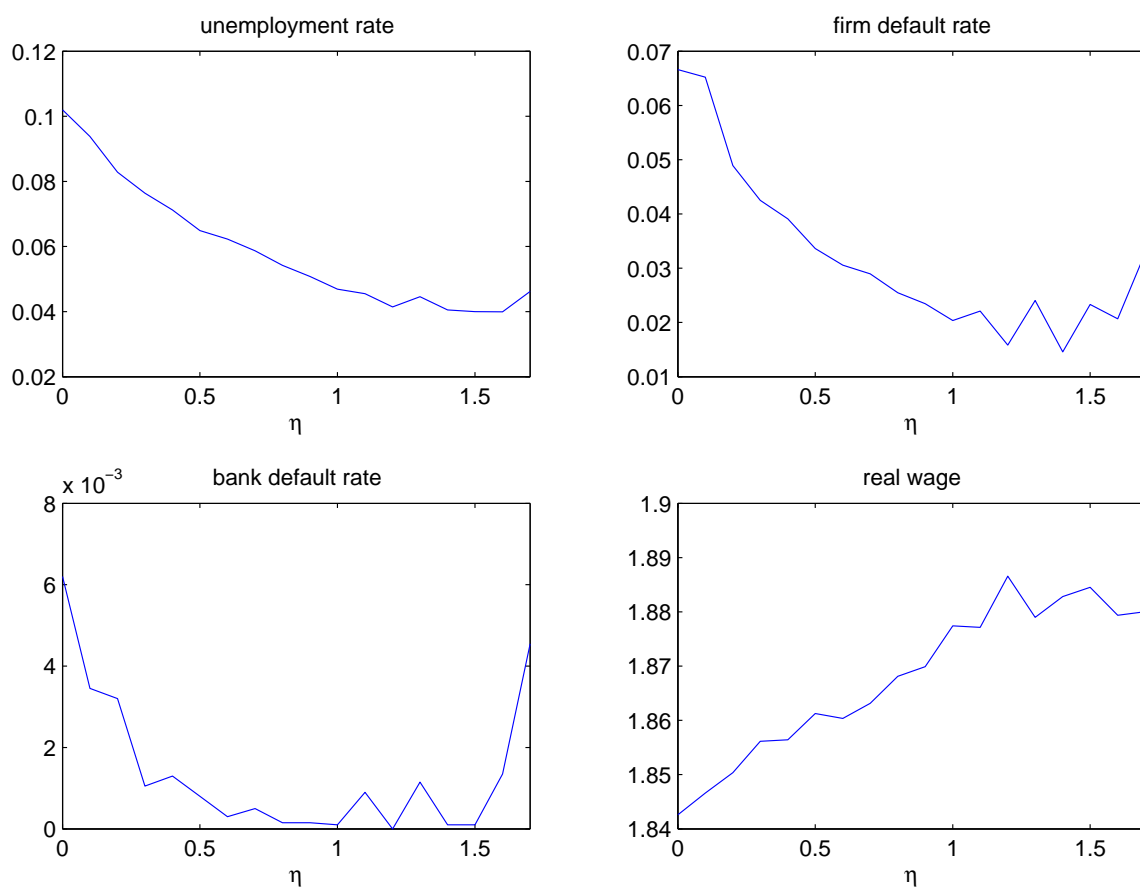 unemployment rate
0.12
0.1
0.08
0.06
0.04
0.02
0 0.5 1 1.5
η
firm default rate
0.07
0.06
0.05
0.04
0.03
0.02
0.01
0 0.5 1 1.5
η
bank default rate
x 10⁻³
8
6
4
2
0
0 0.5 1 1.5
η
real wage
1.9
1.89
1.88
1.87
1.86
1.85
1.84
0 0.5 1 1.5
η